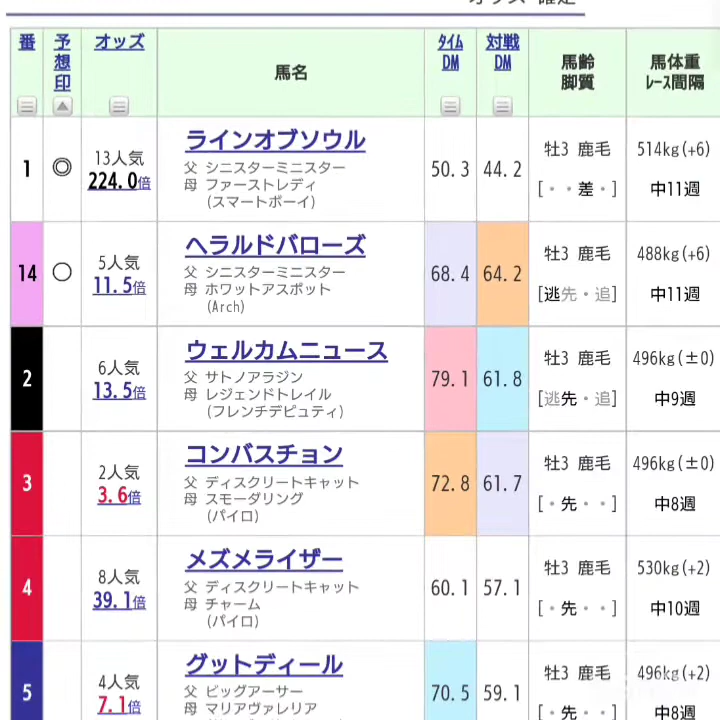 番 予想印 オッズ 馬名 ﾀｲﾑDM 対戦DM 馬齢脚質 馬体重ﾚｰｽ間隔
1 ◎ 13人気 224.0倍 ラインオブソウル 50.3 44.2 牡3 鹿毛 514kg(+6)
父 シニスターミニスター
母 ファーストレディ [・・差・] 中11週
(スマートボーイ)
14 ○ 5人気 11.5倍 ヘラルドバローズ 68.4 64.2 牡3 鹿毛 488kg(+6)
父 シニスターミニスター
母 ホワットアスポット [逃先・追] 中11週
(Arch)
2 6人気 13.5倍 ウェルカムニュース 79.1 61.8 牡3 鹿毛 496kg(±0)
父 サトノアラジン
母 レジェンドトレイル [逃先・追] 中9週
(フレンチデピュティ)
3 2人気 3.6倍 コンバスチョン 72.8 61.7 牡3 鹿毛 496kg(±0)
父 ディスクリートキャット
母 スモーダリング [・先・・] 中8週
(パイロ)
4 8人気 39.1倍 メズメライザー 60.1 57.1 牡3 鹿毛 530kg(+2)
父 ディスクリートキャット
母 チャーム [・先・・] 中10週
(パイロ)
5 4人気 7.1倍 グットディール 70.5 59.1 牡3 鹿毛 496kg(+2)
父 ビッグアーサー
母 マリアヴァレリア [・先・・] 中8週